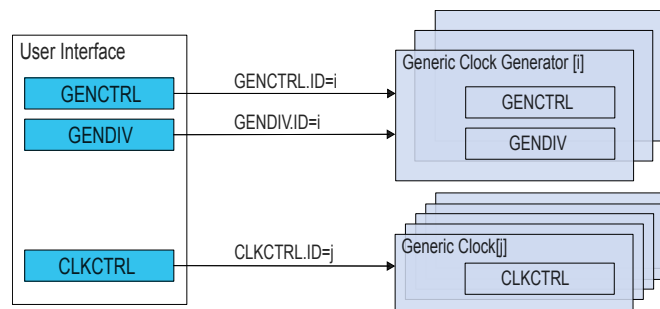 User Interface
GENCTRL
GENDIV
CLKCTRL
GENCTRL.ID=i
GENDIV.ID=i
CLKCTRL.ID=j
Generic Clock Generator [i]
GENCTRL
GENDIV
Generic Clock[j]
CLKCTRL